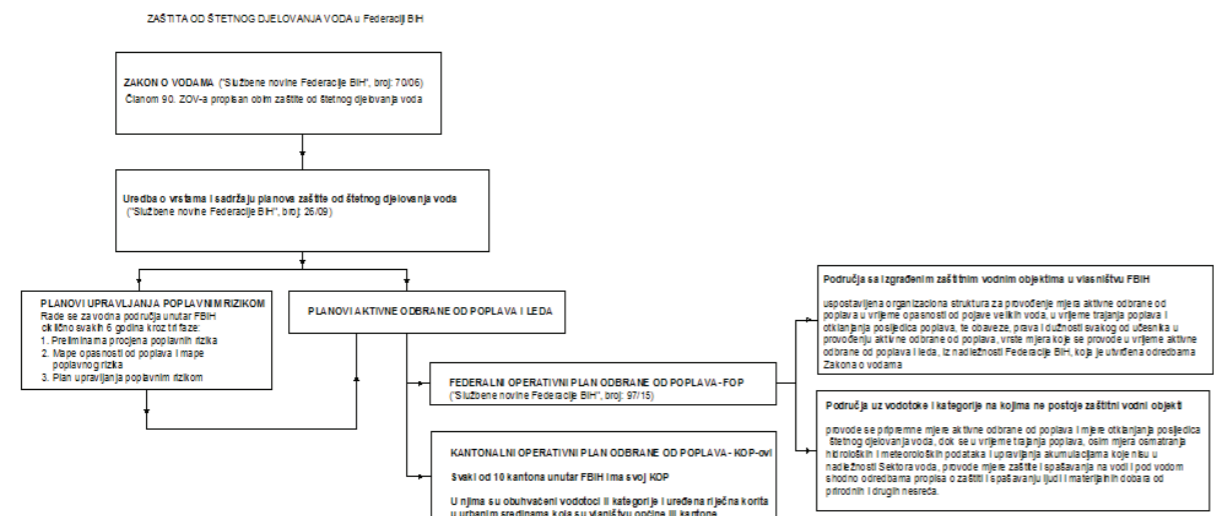 ZAŠTITA OD ŠTETNOG DJELOVANJA VODA u Federaciji BIH
ZAKON O VODAMA ("Službene novine Federacije BIH", broj: 70/06)
Članom 90. ZOV-a propisan obim zaštite od štetnog djelovanja voda
Uredba o vrstama i sadržaju planova zaštite od štetnog djelovanja voda
("Službene novine Federacije BIH", broj: 26/09)
PLANOVI UPRAVLJANJA POPLAVNIM RIZIKOM
Rade se za vodna područja unutar FBIH
ciklično svakih 6 godina kroz tri faze:
1. Preliminarna procjena poplavnih rizika
2. Mape opasnosti od poplava i mape
poplavnog rizika
3. Plan upravljanja poplavnim rizikom
PLANOVI AKTIVNE ODBRANE OD POPLAVA I LEDA
FEDERALNI OPERATIVNI PLAN ODBRANE OD POPLAVA-FOP
("Službene novine Federacije BIH", broj: 97/15)
KANTONALNI OPERATIVNI PLAN ODBRANE OD POPLAVA- KOP-ovi
Svaki od 10 kantona unutar FBIH ima svoj KOP
U njima su obuhvaćeni vodotoci II kategorije i uređena riječna korita
u urbanim sredinama koja su vlaništvu općine ili kantone
Područja sa izgrađenim zaštitnim vodnim objektima u vlasništvu FBIH
uspostavljena organizaciona struktura za provođenje mjera aktivne odbrane od
poplava u vrijeme opasnosti od pojave velikih voda, u vrijeme trajanja poplava i
otklanjanja posljedica poplava, te obaveze, prava i dužnosti svakog od učesnika u
provođenju aktivne odbrane od poplava, vrste mjera koje se provode u vrijeme aktivne
odbrane od poplava i leda, iz nadležnosti Federacije BIH, koja je utvrđena odredbama
Zakona o vodama
Područja uz vodotoke I kategorije na kojima ne postoje zaštitni vodni objekti
provode se pripremne mjere aktivne odbrane od poplava i mjere otklanjanja posljedica
štetnog djelovanja voda, dok se u vrijeme trajanja poplava, osim mjera osmatranja
hidroloških i meteoroloških podataka i upravljanja akumulacijama koje nisu u
nadležnosti Sektora voda, provode mjere zaštite i spašavanja na vodi i pod vodom
shodno odredbama propisa o zaštiti i spašavanju ljudi i materijalnih dobara od
prirodnih i drugih nesreća.